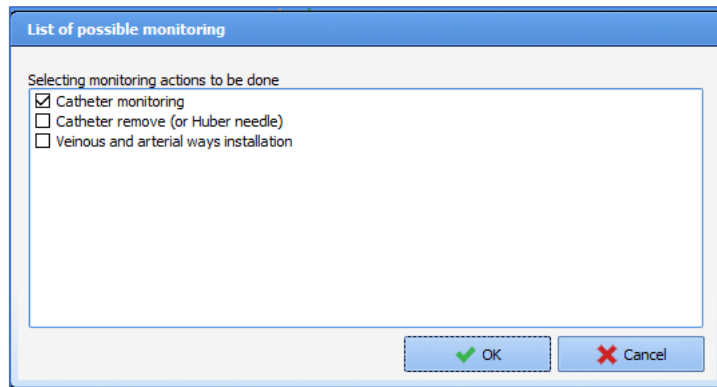 List of possible monitoring
Selecting monitoring actions to be done
Catheter monitoring
Catheter remove (or Huber needle)
Veinous and arterial ways installation
OK
Cancel